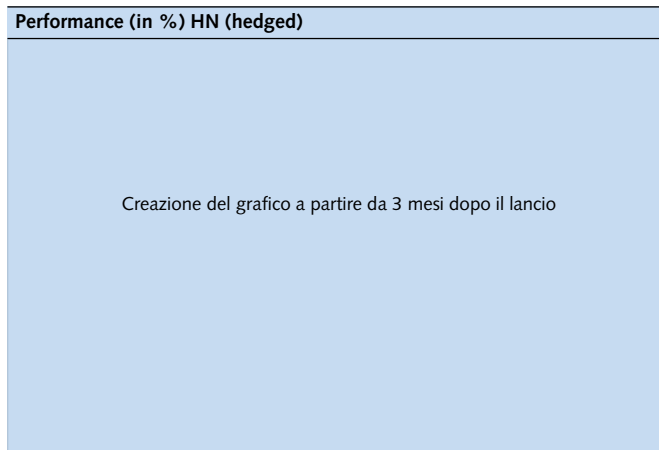 Performance (in %) HN (hedged)
Creazione del grafico a partire da 3 mesi dopo il lancio